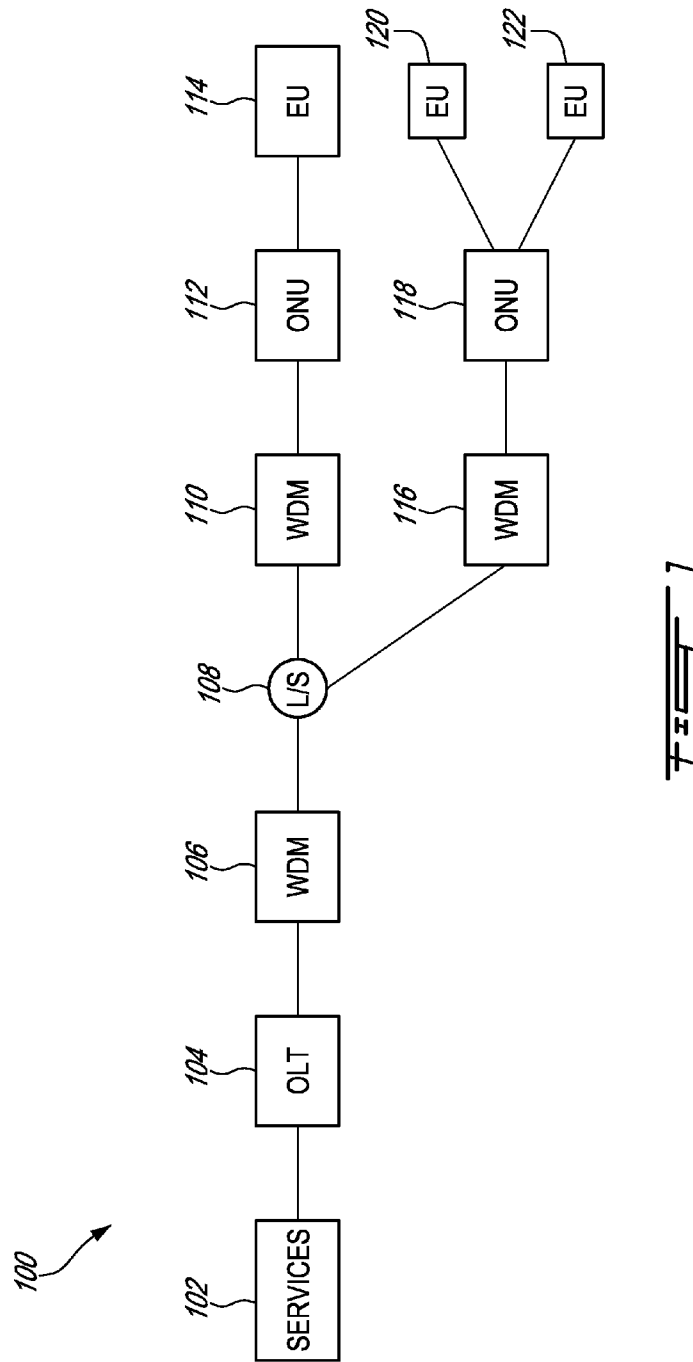 100
102
104
106
108
110
112
114
SERVICES
OLT
WDM
L/S
WDM
ONU
EU
116
118
120
WDM
ONU
EU
122
EU
Fig. 1